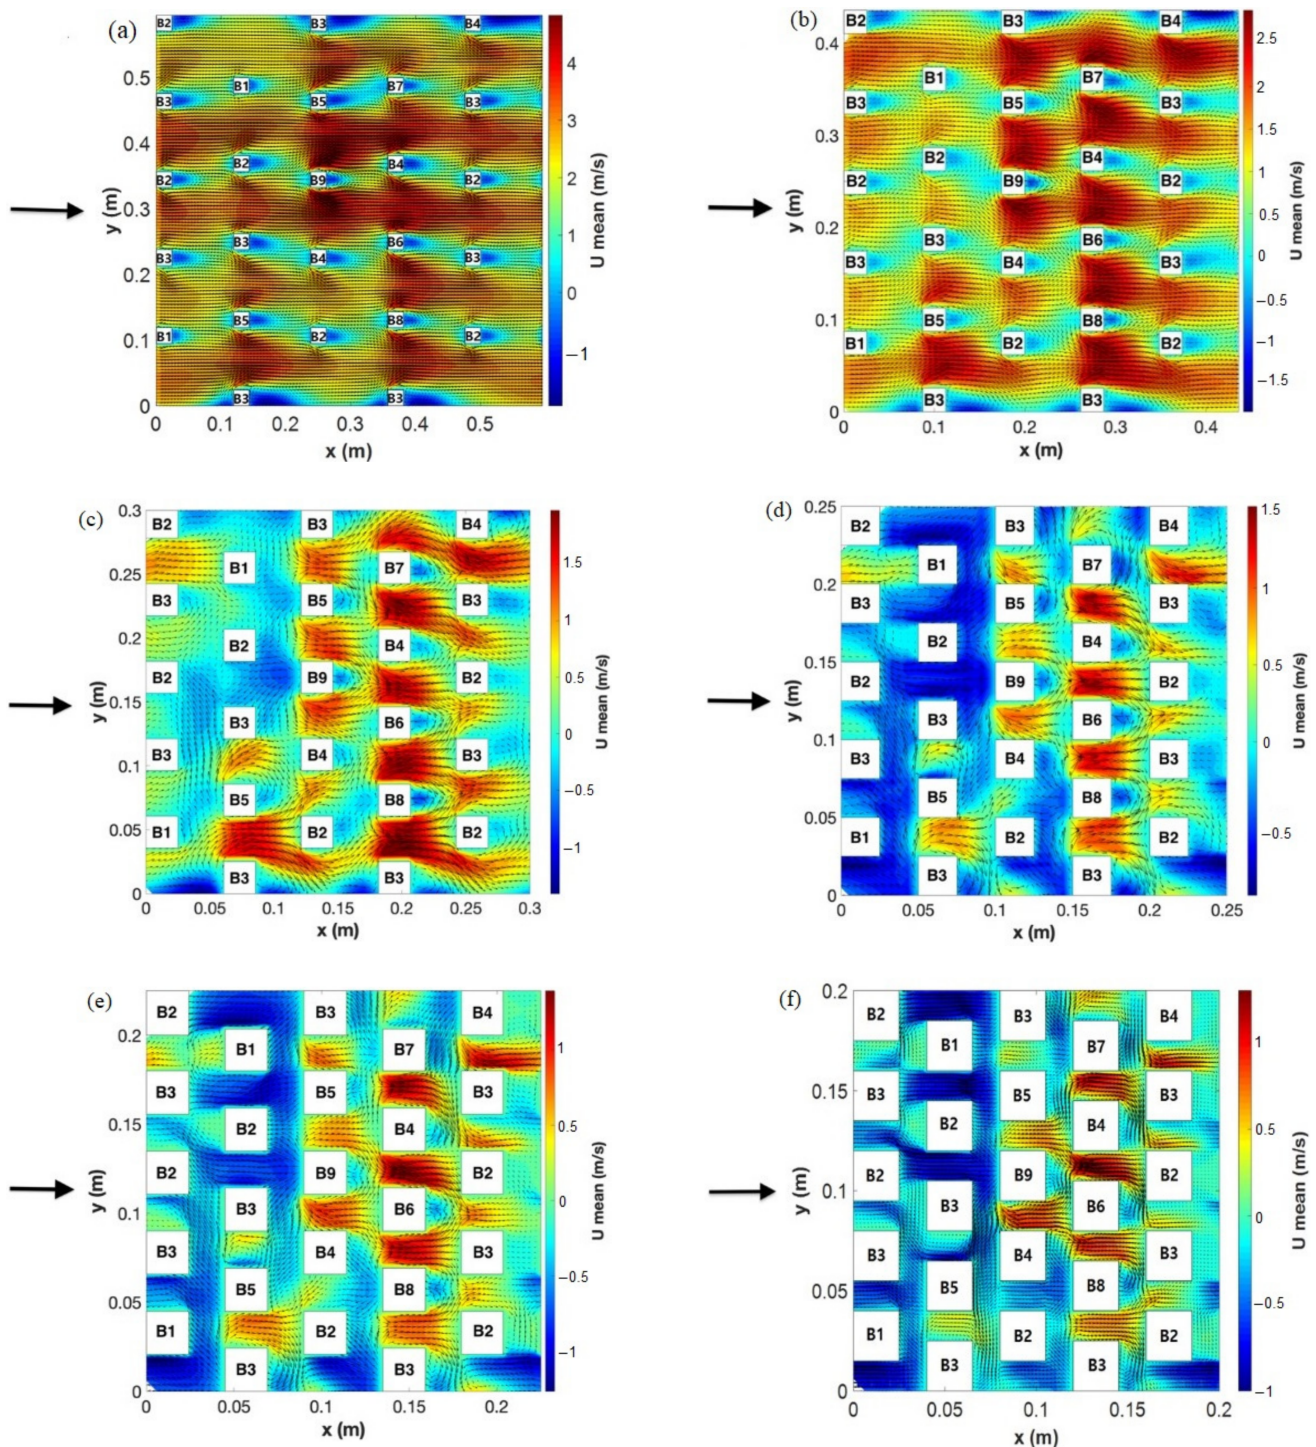 (a)
B2 B3 B4
B1 B7
B3 B5 B3
B2 B4
B2 B9 B2
B3 B6
B3 B4 B3
B5 B8
B1 B2 B2
B3 B3
0.5
0.4
0.3
0.2
0.1
0
y (m)
0 0.1 0.2 0.3 0.4 0.5
x (m)
4
3
2
1
0
−1
U mean (m/s)
(b)
B2 B3 B4
B1 B7
B3 B5 B3
B2 B4
B2 B9 B2
B3 B6
B3 B4 B3
B5 B8
B1 B2 B2
B3 B3
0.4
0.3
0.2
0.1
0
y (m)
0 0.1 0.2 0.3 0.4
x (m)
2.5
2
1.5
1
0.5
0
−0.5
−1
−1.5
U mean (m/s)
(c)
B2 B3 B4
B1 B7
B3 B5 B3
B2 B4
B2 B9 B2
B3 B6
B3 B4 B3
B5 B8
B1 B2 B2
B3 B3
0.3
0.25
0.2
0.15
0.1
0.05
0
y (m)
0 0.05 0.1 0.15 0.2 0.25 0.3
x (m)
1.5
1
0.5
0
−0.5
−1
U mean (m/s)
(d)
B2 B3 B4
B1 B7
B3 B5 B3
B2 B4
B2 B9 B2
B3 B6
B3 B4 B3
B5 B8
B1 B2 B2
B3 B3
0.25
0.2
0.15
0.1
0.05
0
y (m)
0 0.05 0.1 0.15 0.2 0.25
x (m)
1.5
1
0.5
0
−0.5
U mean (m/s)
(e)
B2 B3 B4
B1 B7
B3 B5 B3
B2 B4
B2 B9 B2
B3 B6
B3 B4 B3
B5 B8
B1 B2 B2
B3 B3
0.2
0.15
0.1
0.05
0
y (m)
0 0.05 0.1 0.15 0.2
x (m)
1
0.5
0
−0.5
−1
U mean (m/s)
(f)
B2 B3 B4
B1 B7
B3 B5 B3
B2 B4
B2 B9 B2
B3 B6
B3 B4 B3
B5 B8
B1 B2 B2
B3 B3
0.2
0.15
0.1
0.05
0
y (m)
0 0.05 0.1 0.15 0.2
x (m)
1
0.5
0
−0.5
−1
U mean (m/s)